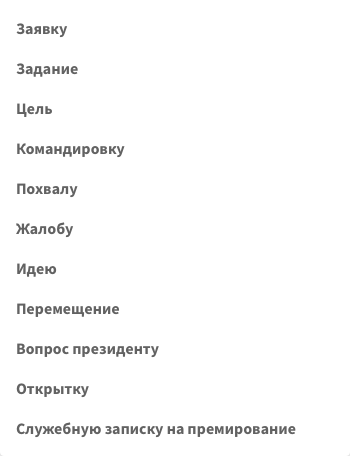 Заявку
Задание
Цель
Командировку
Похвалу
Жалобу
Идею
Перемещение
Вопрос президенту
Открытку
Служебную записку на премирование